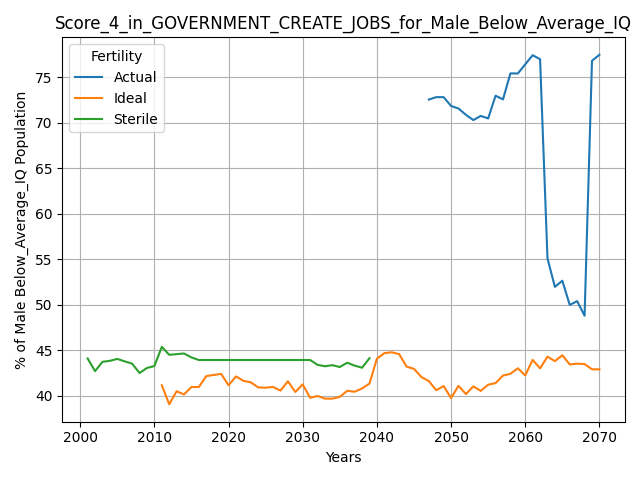 Score_4_in_GOVERNMENT_CREATE_JOBS_for_Male_Below_Average_IQ
Fertility
Actual
Ideal
Sterile
% of Male Below_Average_IQ Population
75
70
65
60
55
50
45
40
2000 2010 2020 2030 2040 2050 2060 2070
Years